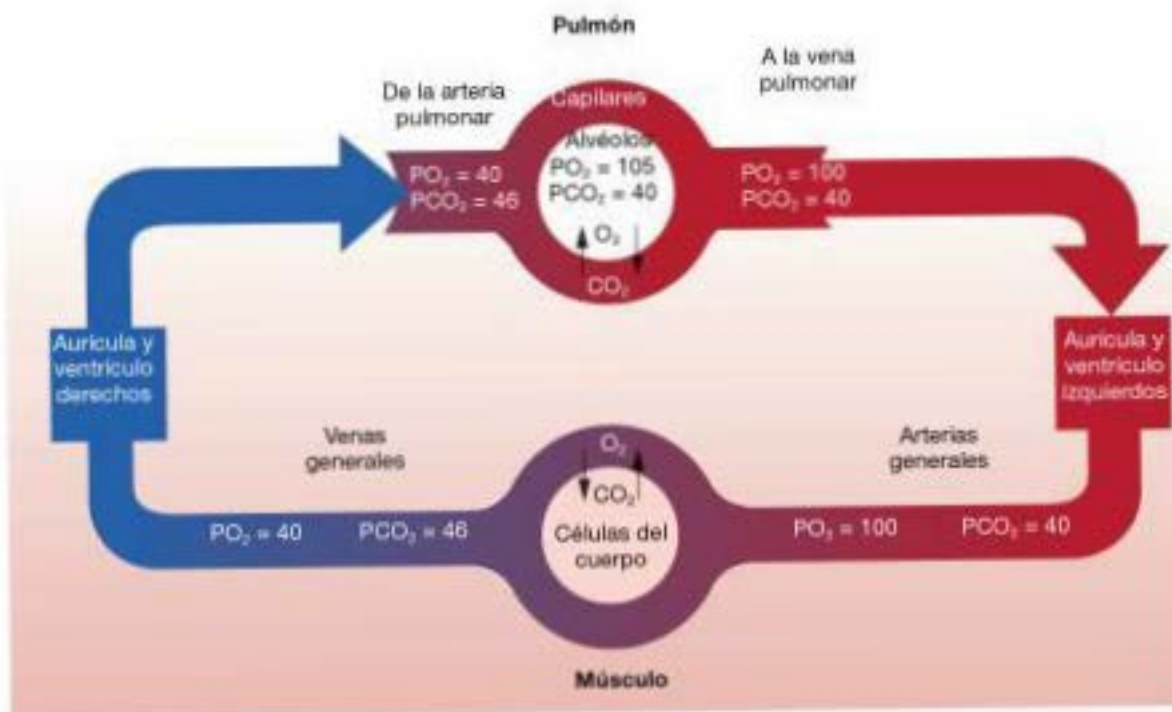 Pulmón
A la vena
pulmonar
De la arteria
pulmonar
Capilares
Alvéolos
PO₂ = 105
PCO₂ = 40
PO₂ = 40
PCO₂ = 46
PO₂ = 100
PCO₂ = 40
O₂
CO₂
Aurícula y
ventrículo
derechos
Aurícula y
ventrículo
izquierdos
Venas
generales
Arterias
generales
O₂
CO₂
Células del
cuerpo
PO₂ = 40
PCO₂ = 46
PO₂ = 100
PCO₂ = 40
Músculo